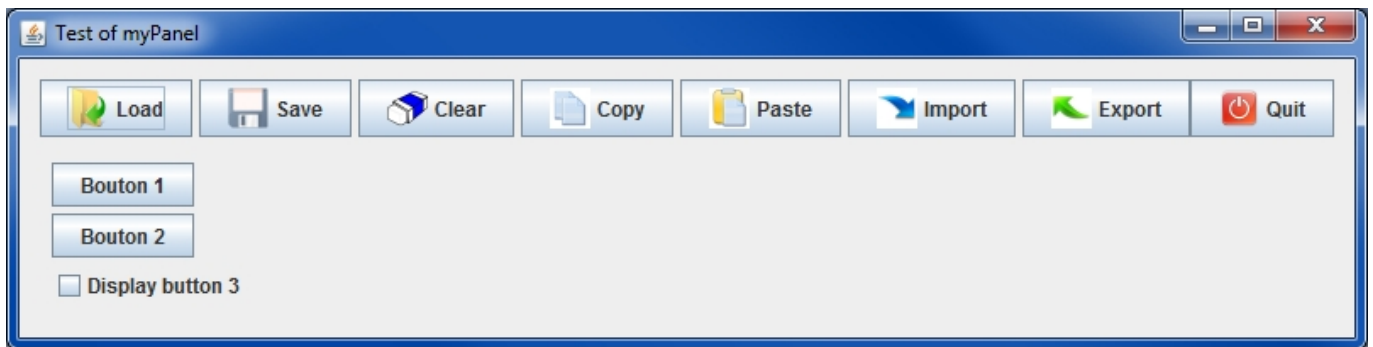 Test of myPanel
Load Save Clear Copy Paste Import Export Quit
Bouton 1
Bouton 2
Display button 3